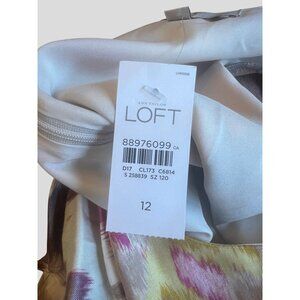 ANN TAYLOR
LOFT
88976099 CA
D17 CL173 C6814
S 258839 SZ 120
12